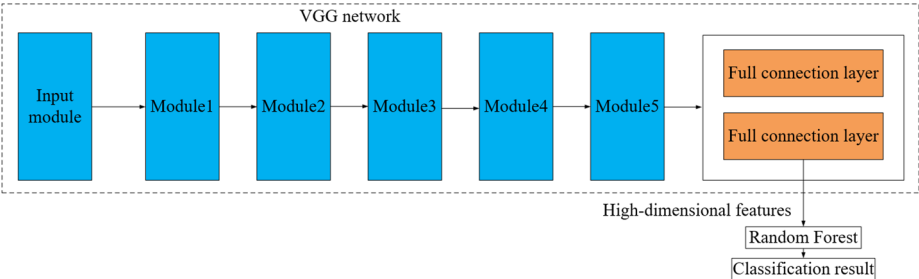 VGG network
Input
module
Module1
Module2
Module3
Module4
Module5
Full connection layer
Full connection layer
High-dimensional features
Random Forest
Classification result